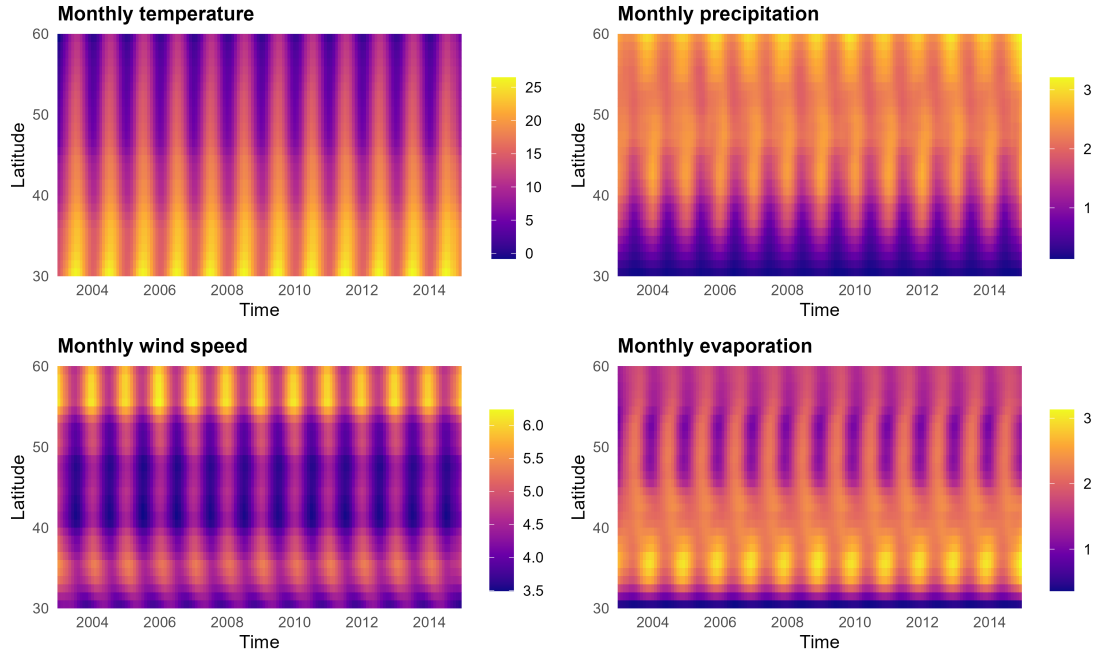 Monthly temperature
60
50
40
30
Latitude
2004 2006 2008 2010 2012 2014
Time
25
20
15
10
5
0
Monthly precipitation
60
50
40
30
Latitude
2004 2006 2008 2010 2012 2014
Time
3
2
1
Monthly wind speed
60
50
40
30
Latitude
2004 2006 2008 2010 2012 2014
Time
6.0
5.5
5.0
4.5
4.0
3.5
Monthly evaporation
60
50
40
30
Latitude
2004 2006 2008 2010 2012 2014
Time
3
2
1